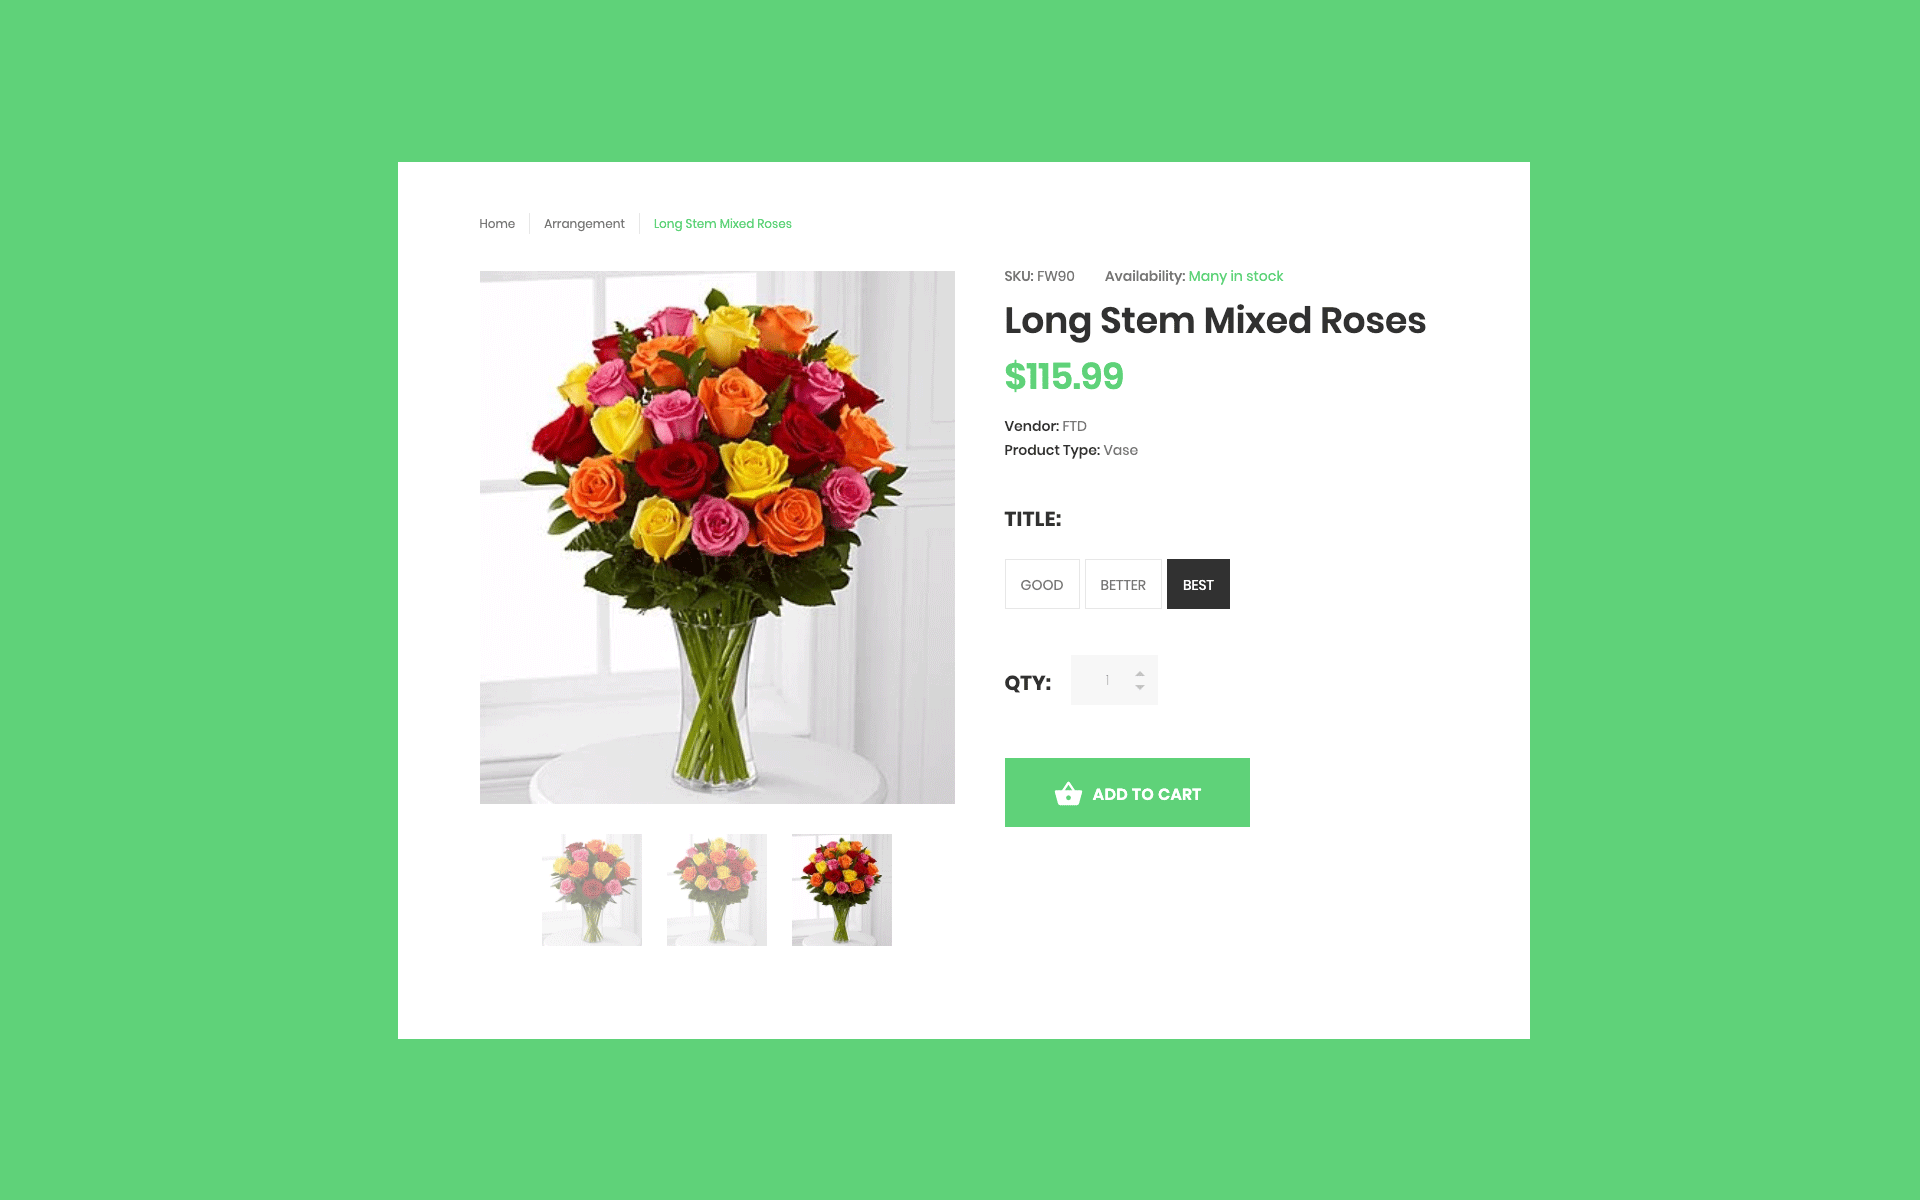 Home Arrangement Long Stem Mixed Roses
SKU: FW90 Availability: Many in stock
Long Stem Mixed Roses
$115.99
Vendor: FTD
Product Type: Vase
TITLE:
GOOD BETTER BEST
QTY: 1
ADD TO CART